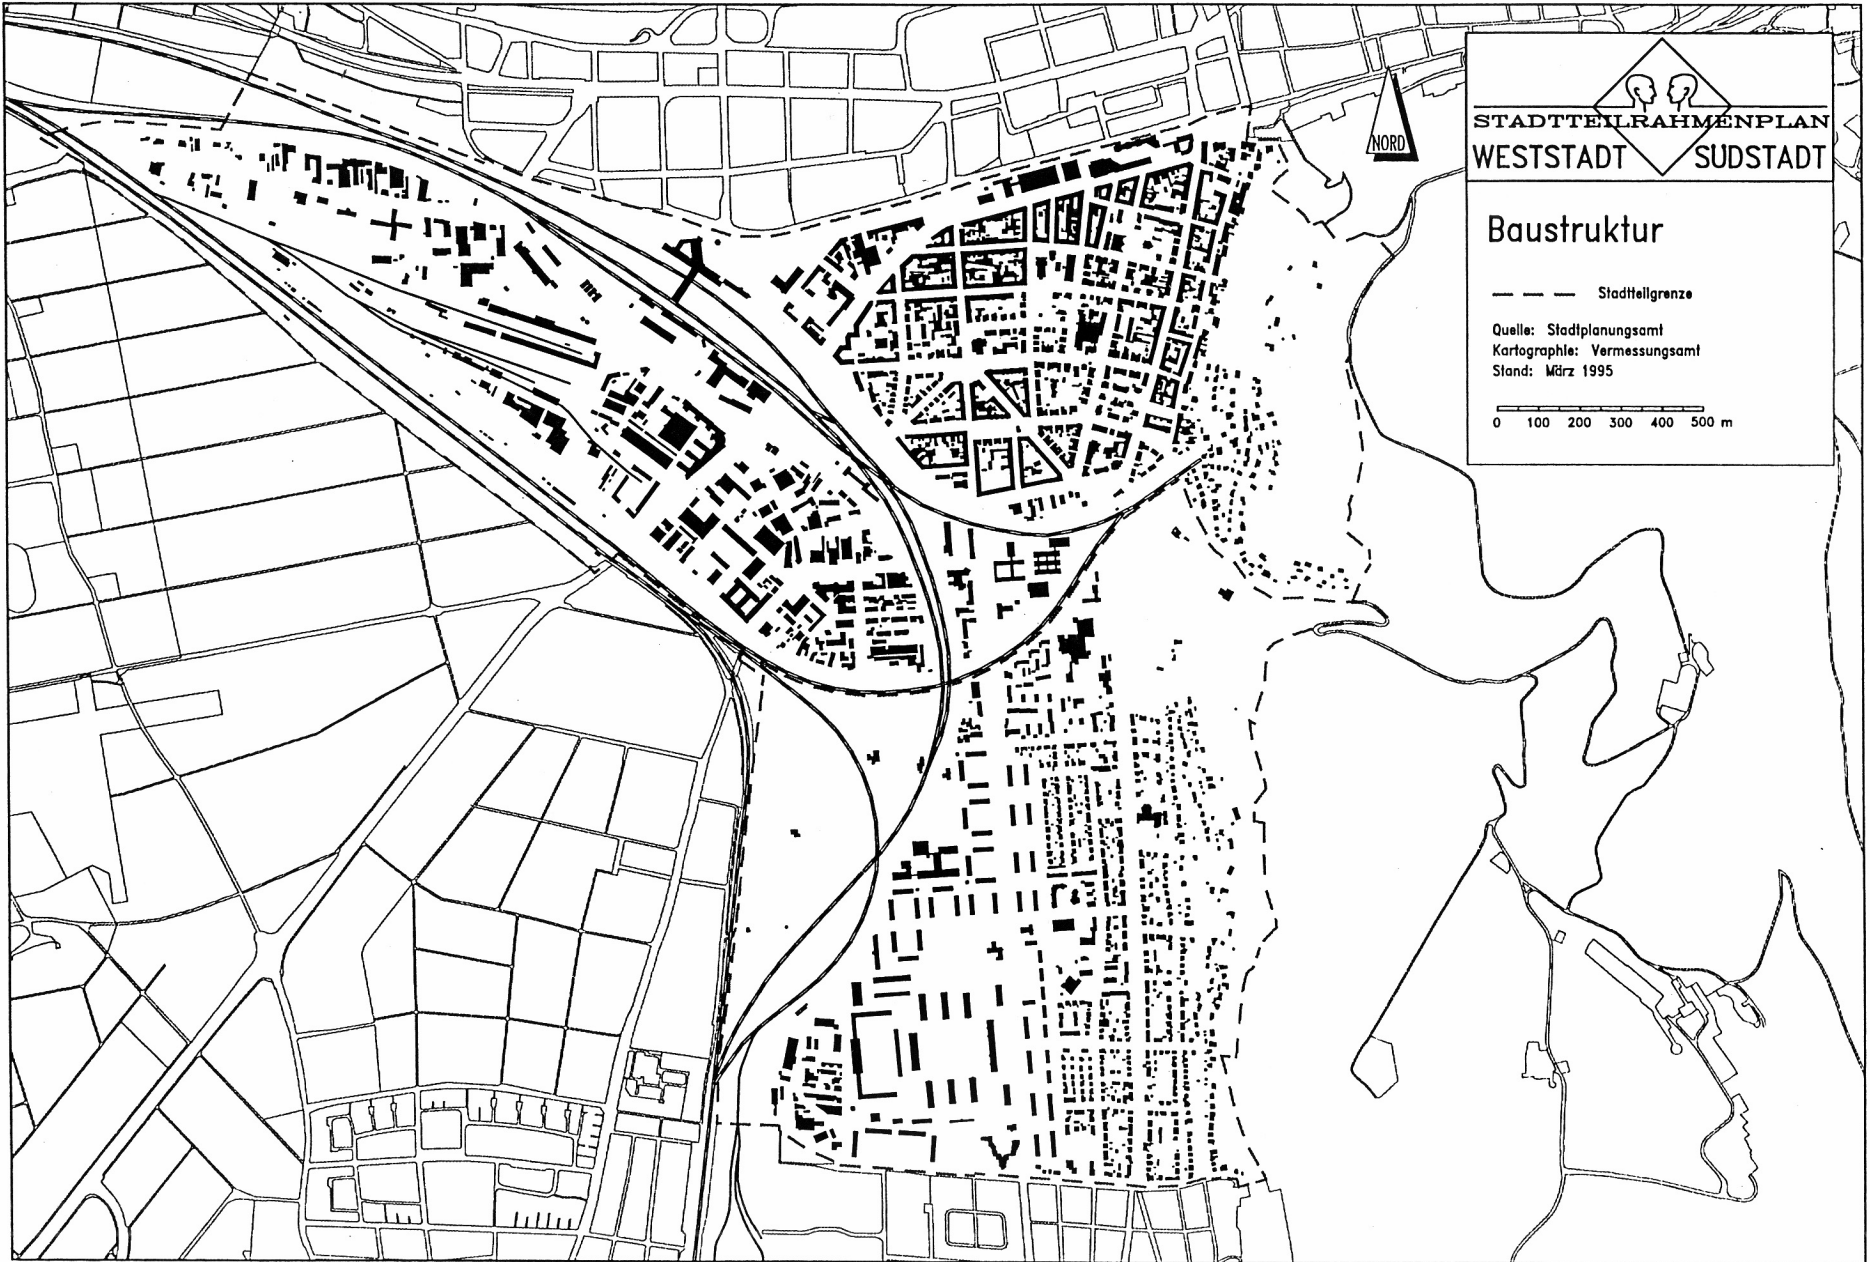 NORD
STADTTEILRAHMENPLAN
WESTSTADT SÜDSTADT
Baustruktur
Stadtteilgrenze
Quelle: Stadtplanungsamt
Kartographie: Vermessungsamt
Stand: März 1995
0 100 200 300 400 500 m